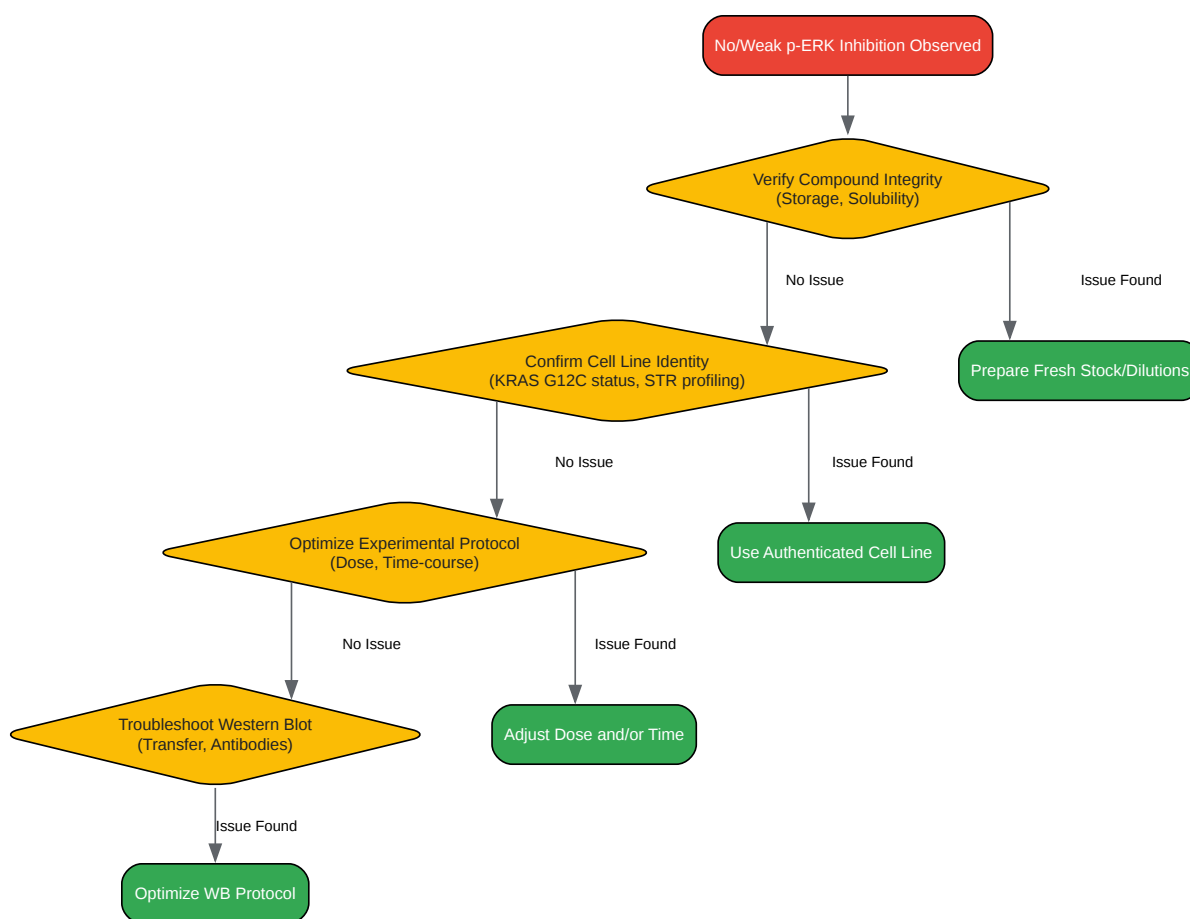 No/Weak p-ERK Inhibition Observed
Verify Compound Integrity
(Storage, Solubility)
No Issue
Issue Found
Confirm Cell Line Identity
(KRAS G12C status, STR profiling)
Prepare Fresh Stock/Dilutions
No Issue
Issue Found
Optimize Experimental Protocol
(Dose, Time-course)
Use Authenticated Cell Line
No Issue
Issue Found
Troubleshoot Western Blot
(Transfer, Antibodies)
Adjust Dose and/or Time
Issue Found
Optimize WB Protocol